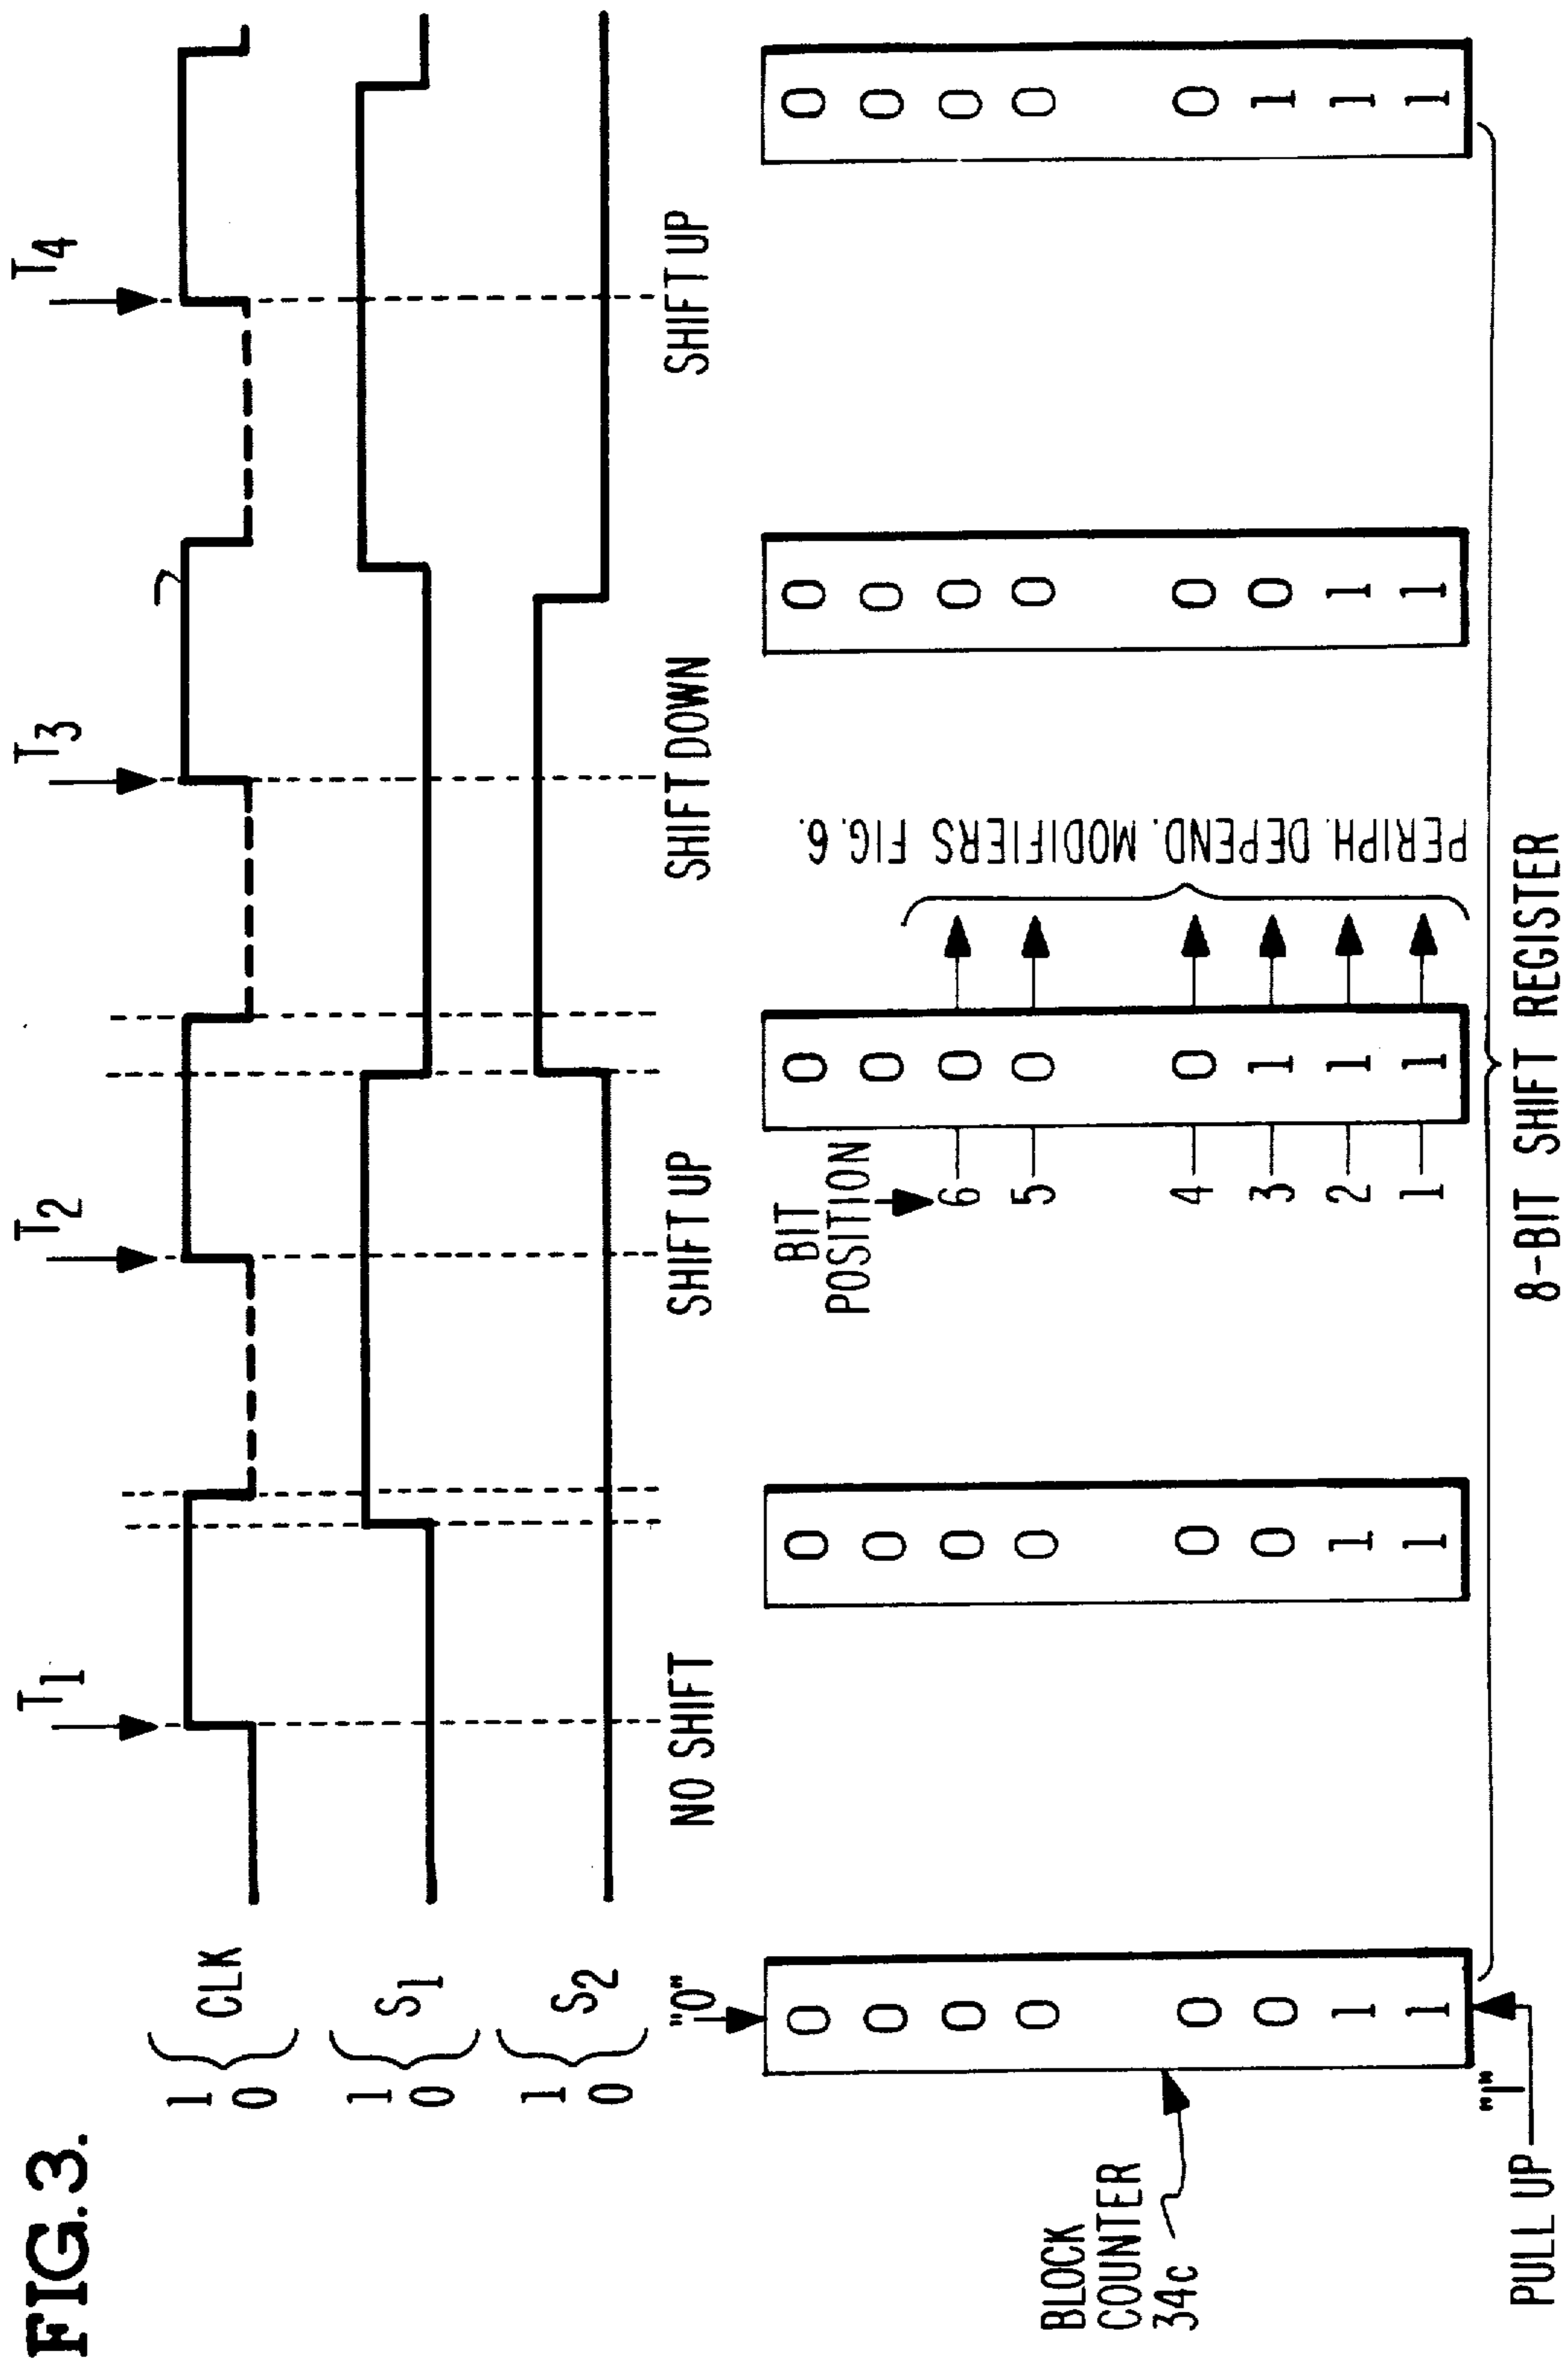 FIG.3.
T1
T2
T3
T4
1
0
CLK
1
0
S1
1
0
S2
NO SHIFT
SHIFT UP
SHIFT DOWN
SHIFT UP
"0"
0
0
0
0
0
0
1
1
0
0
0
0
0
0
1
1
BIT
POSITION
6
5
4
3
2
1
0
0
0
0
0
1
1
1
PERIPH. DEPEND. MODIFIERS FIG. 6.
0
0
0
0
0
0
1
1
0
0
0
0
0
1
1
1
BLOCK
COUNTER
34c
"1"
PULL UP
8-BIT SHIFT REGISTER